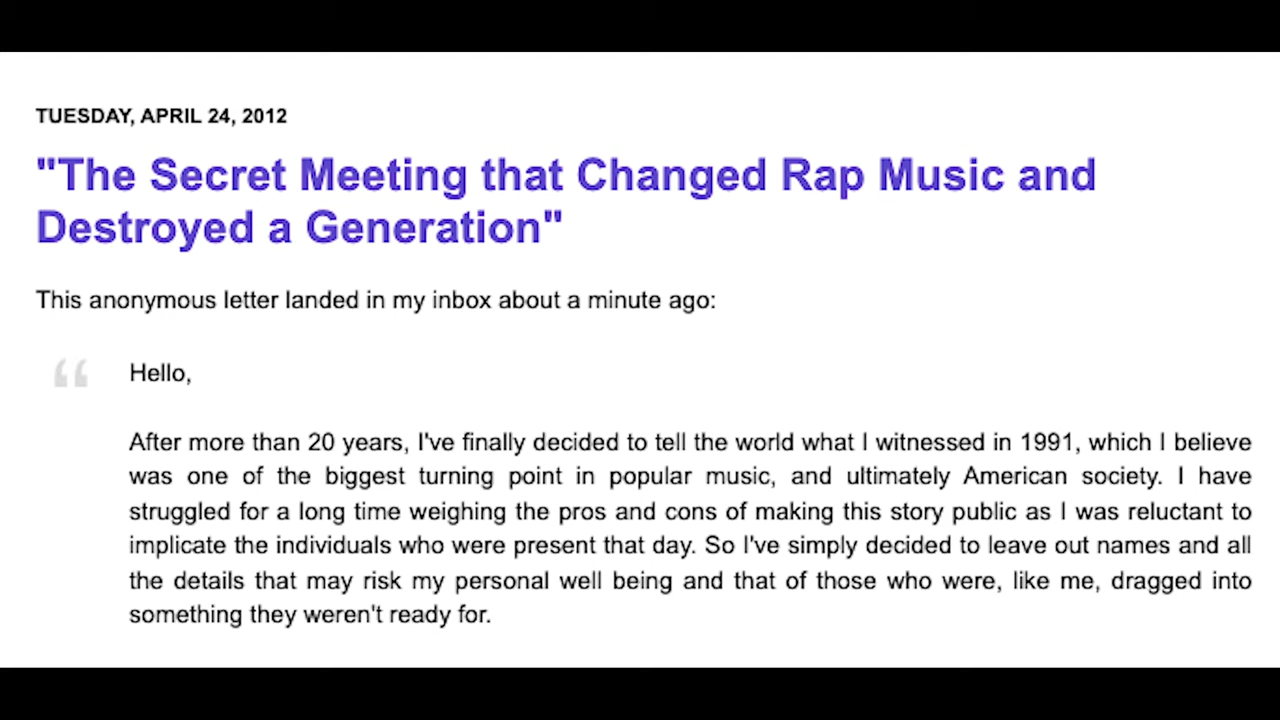 TUESDAY, APRIL 24, 2012
"The Secret Meeting that Changed Rap Music and
Destroyed a Generation"
This anonymous letter landed in my inbox about a minute ago:
“
Hello,
After more than 20 years, I've finally decided to tell the world what I witnessed in 1991, which I believe
was one of the biggest turning point in popular music, and ultimately American society. I have
struggled for a long time weighing the pros and cons of making this story public as I was reluctant to
implicate the individuals who were present that day. So I've simply decided to leave out names and all
the details that may risk my personal well being and that of those who were, like me, dragged into
something they weren't ready for.